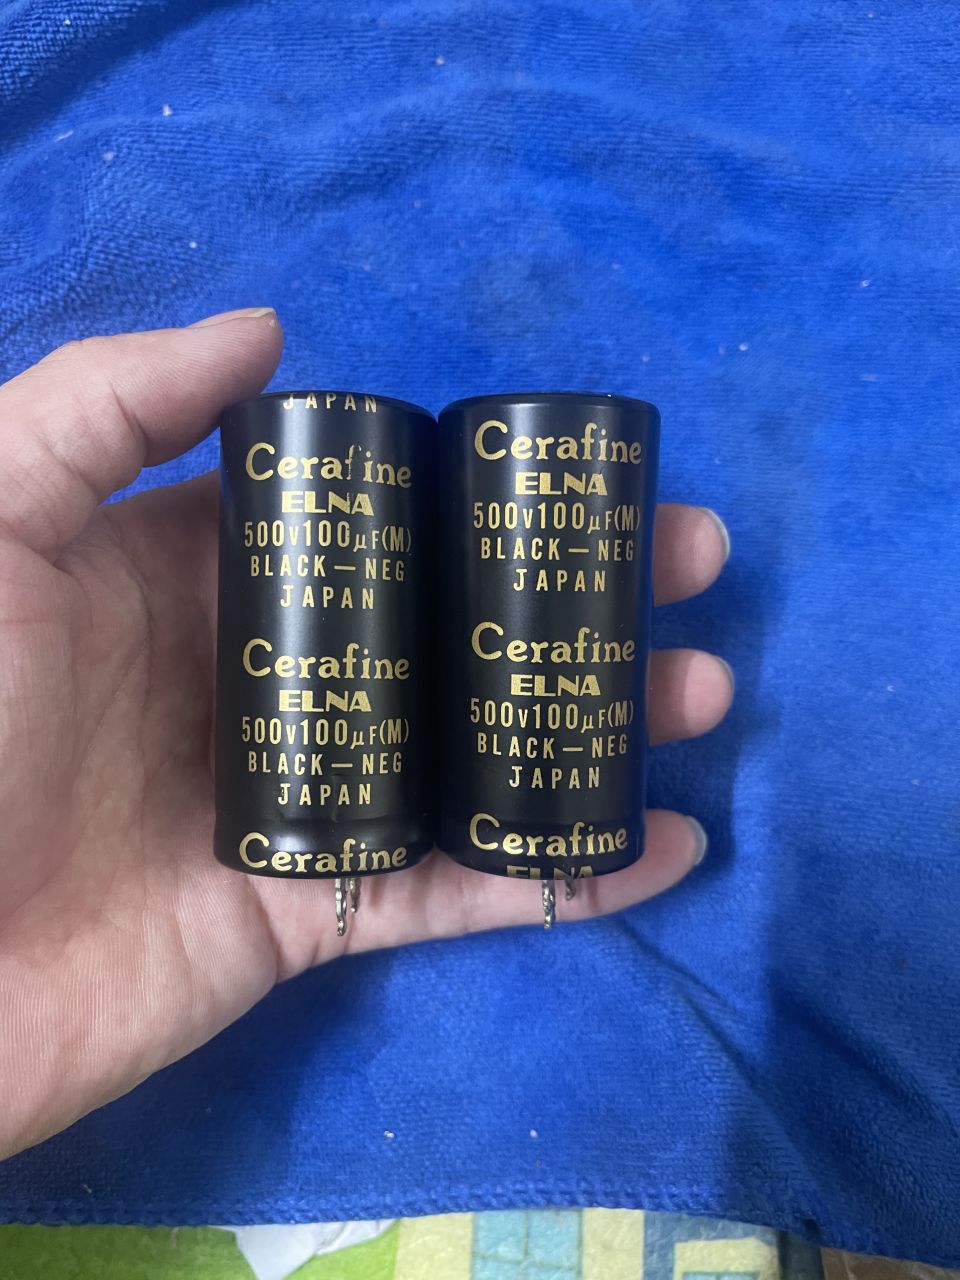 JAPAN
Cerafine
ELNA
500V100μF(M)
BLACK—NEG
JAPAN
Cerafine
ELNA
500V100μF(M)
BLACK—NEG
JAPAN
Cerafine
Cerafine
ELNA
500V100μF(M)
BLACK—NEG
JAPAN
Cerafine
ELNA
500V100μF(M)
BLACK—NEG
JAPAN
Cerafine
ELNA